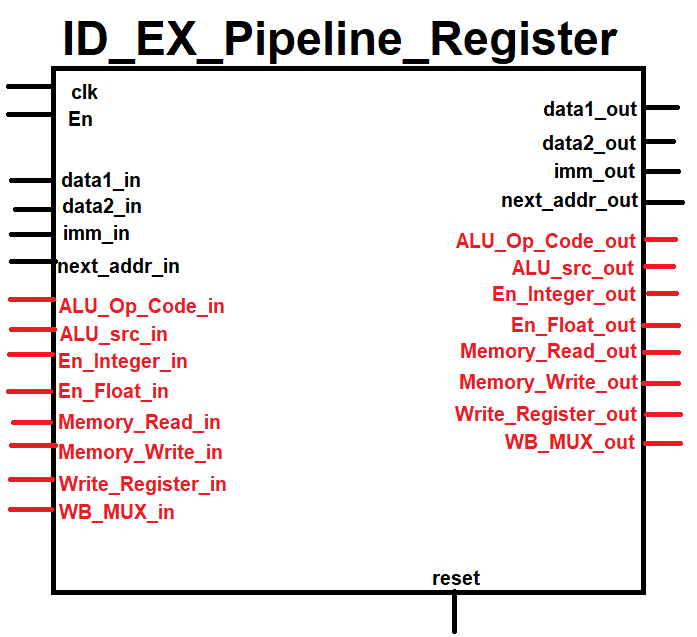 ID_EX_Pipeline_Register
clk
En
data1_in
data2_in
imm_in
next_addr_in
ALU_Op_Code_in
ALU_src_in
En_Integer_in
En_Float_in
Memory_Read_in
Memory_Write_in
Write_Register_in
WB_MUX_in
data1_out
data2_out
imm_out
next_addr_out
ALU_Op_Code_out
ALU_src_out
En_Integer_out
En_Float_out
Memory_Read_out
Memory_Write_out
Write_Register_out
WB_MUX_out
reset